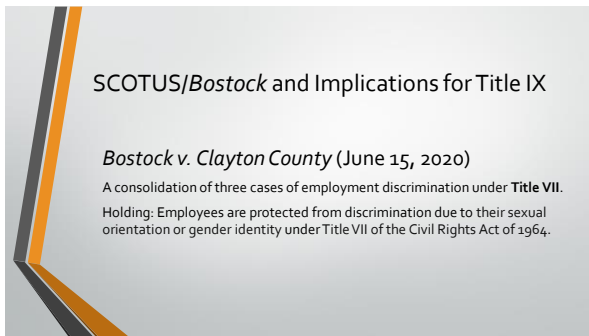 SCOTUS/Bostock and Implications for Title IX
Bostock v. Clayton County (June 15, 2020)
A consolidation of three cases of employment discrimination under Title VII.
Holding: Employees are protected from discrimination due to their sexual
orientation or gender identity under Title VII of the Civil Rights Act of 1964.